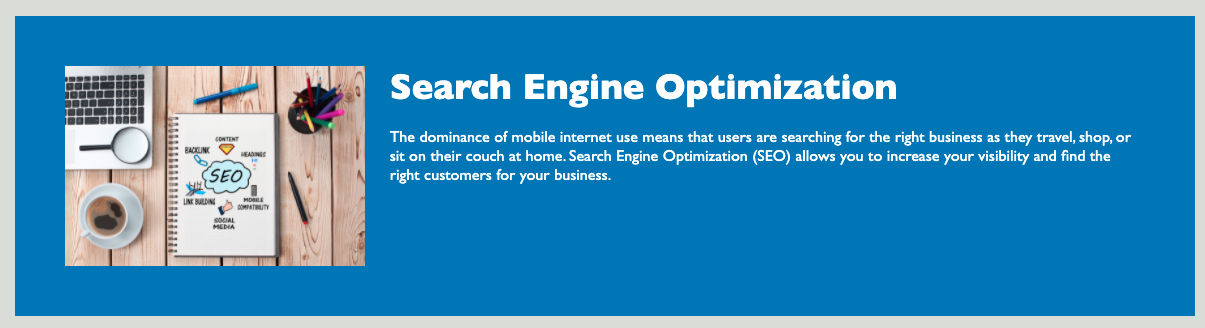 Search Engine Optimization
The dominance of mobile internet use means that users are searching for the right business as they travel, shop, or
sit on their couch at home. Search Engine Optimization (SEO) allows you to increase your visibility and find the
right customers for your business.
CONTENT
BACKLINK
HEADINGS
SEO
LINK BUILDING
MOBILE
COMPATIBILITY
SOCIAL
MEDIA